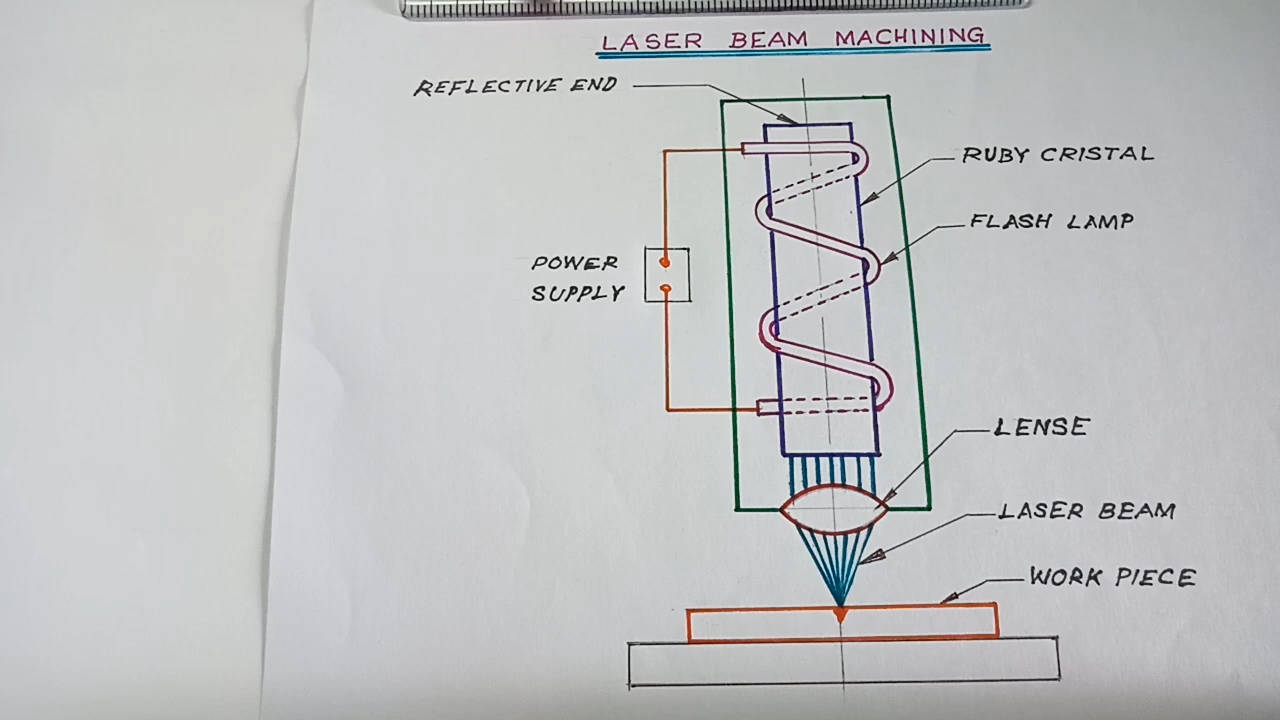 LASER BEAM MACHINING
REFLECTIVE END
RUBY CRISTAL
FLASH LAMP
POWER
SUPPLY
LENSE
LASER BEAM
WORK PIECE